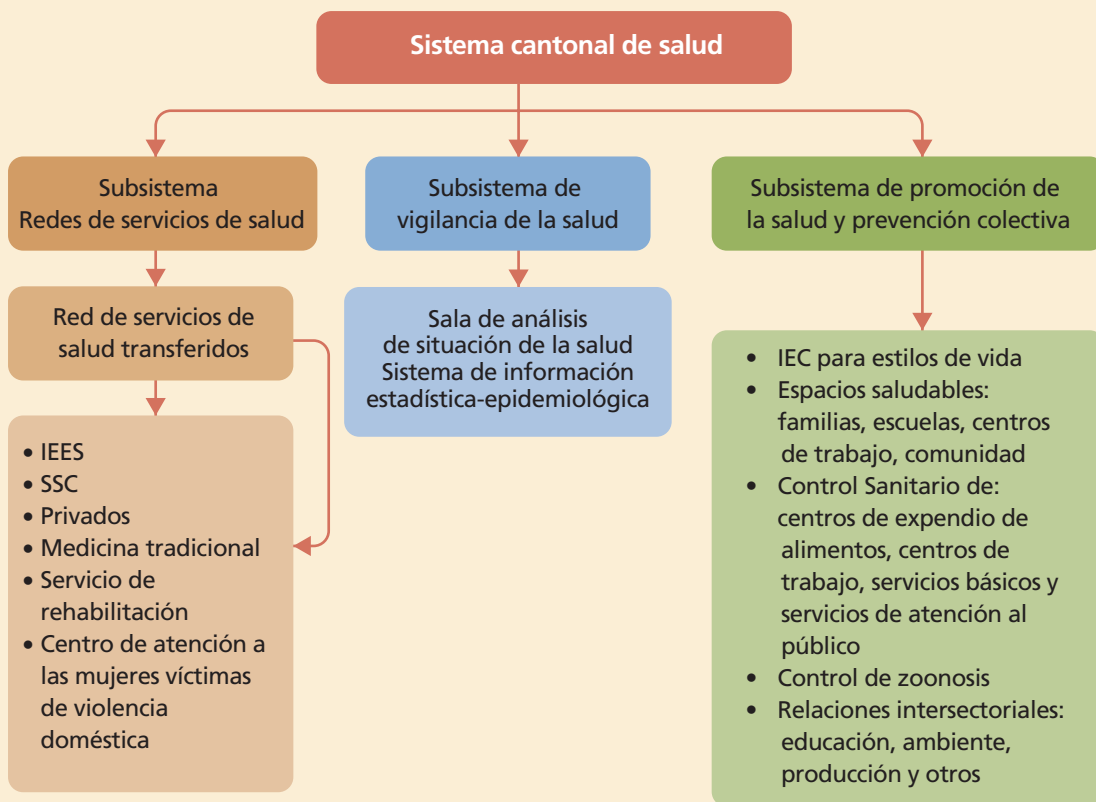 Sistema cantonal de salud
Subsistema
Redes de servicios de salud
Subsistema de
vigilancia de la salud
Subsistema de promoción de
la salud y prevención colectiva
Red de servicios de
salud transferidos
Sala de análisis
de situación de la salud
Sistema de información
estadística-epidemiológica
• IEES
• SSC
• Privados
• Medicina tradicional
• Servicio de
rehabilitación
• Centro de atención a
las mujeres víctimas
de violencia
doméstica
• IEC para estilos de vida
• Espacios saludables:
familias, escuelas, centros
de trabajo, comunidad
• Control Sanitario de:
centros de expendio de
alimentos, centros de
trabajo, servicios básicos y
servicios de atención al
público
• Control de zoonosis
• Relaciones intersectoriales:
educación, ambiente,
producción y otros